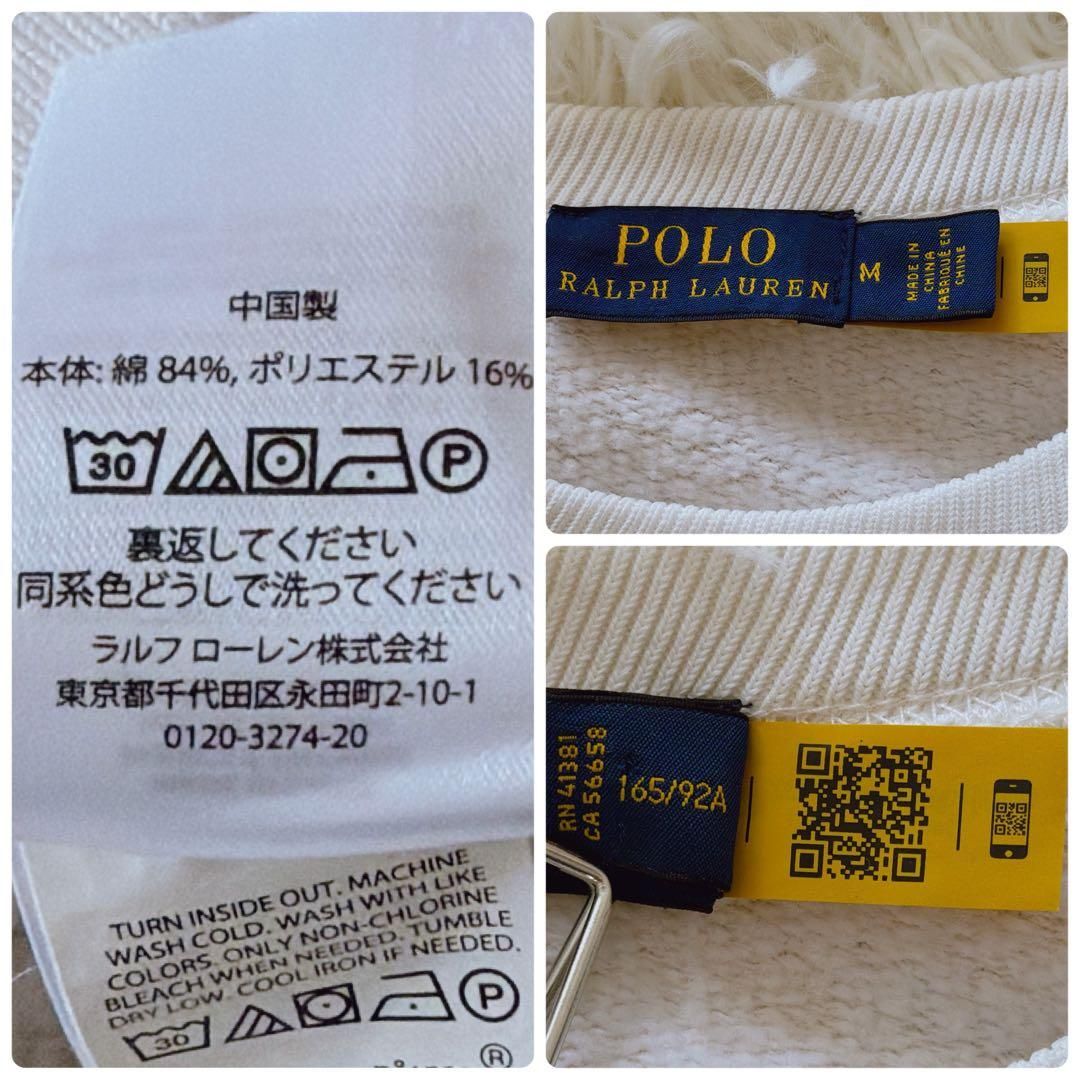 中国製
本体: 綿 84%, ポリエステル 16%
30
P
裏返してください
同系色どうしで洗ってください
ラルフ ローレン株式会社
東京都千代田区永田町2-10-1
0120-3274-20
TURN INSIDE OUT. MACHINE
WASH COLD. WASH WITH LIKE
COLORS. ONLY NON-CHLORINE
BLEACH WHEN NEEDED. TUMBLE
DRY LOW. COOL IRON IF NEEDED.
30
P
®
POLO
RALPH LAUREN
M
MADE IN
CHINA
FABRIQUÉ EN
CHINE
RN 41381
CA 56658
165/92A